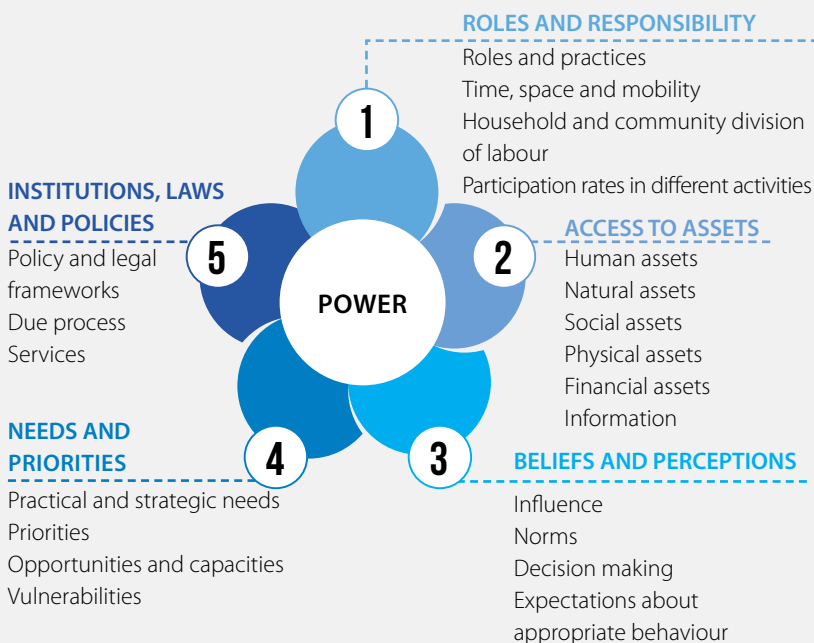 ROLES AND RESPONSIBILITY
Roles and practices
Time, space and mobility
Household and community division
of labour
Participation rates in different activities
1
2
ACCESS TO ASSETS
Human assets
Natural assets
Social assets
Physical assets
Financial assets
Information
3
BELIEFS AND PERCEPTIONS
Influence
Norms
Decision making
Expectations about
appropriate behaviour
4
NEEDS AND
PRIORITIES
Practical and strategic needs
Priorities
Opportunities and capacities
Vulnerabilities
5
INSTITUTIONS, LAWS
AND POLICIES
Policy and legal
frameworks
Due process
Services
POWER